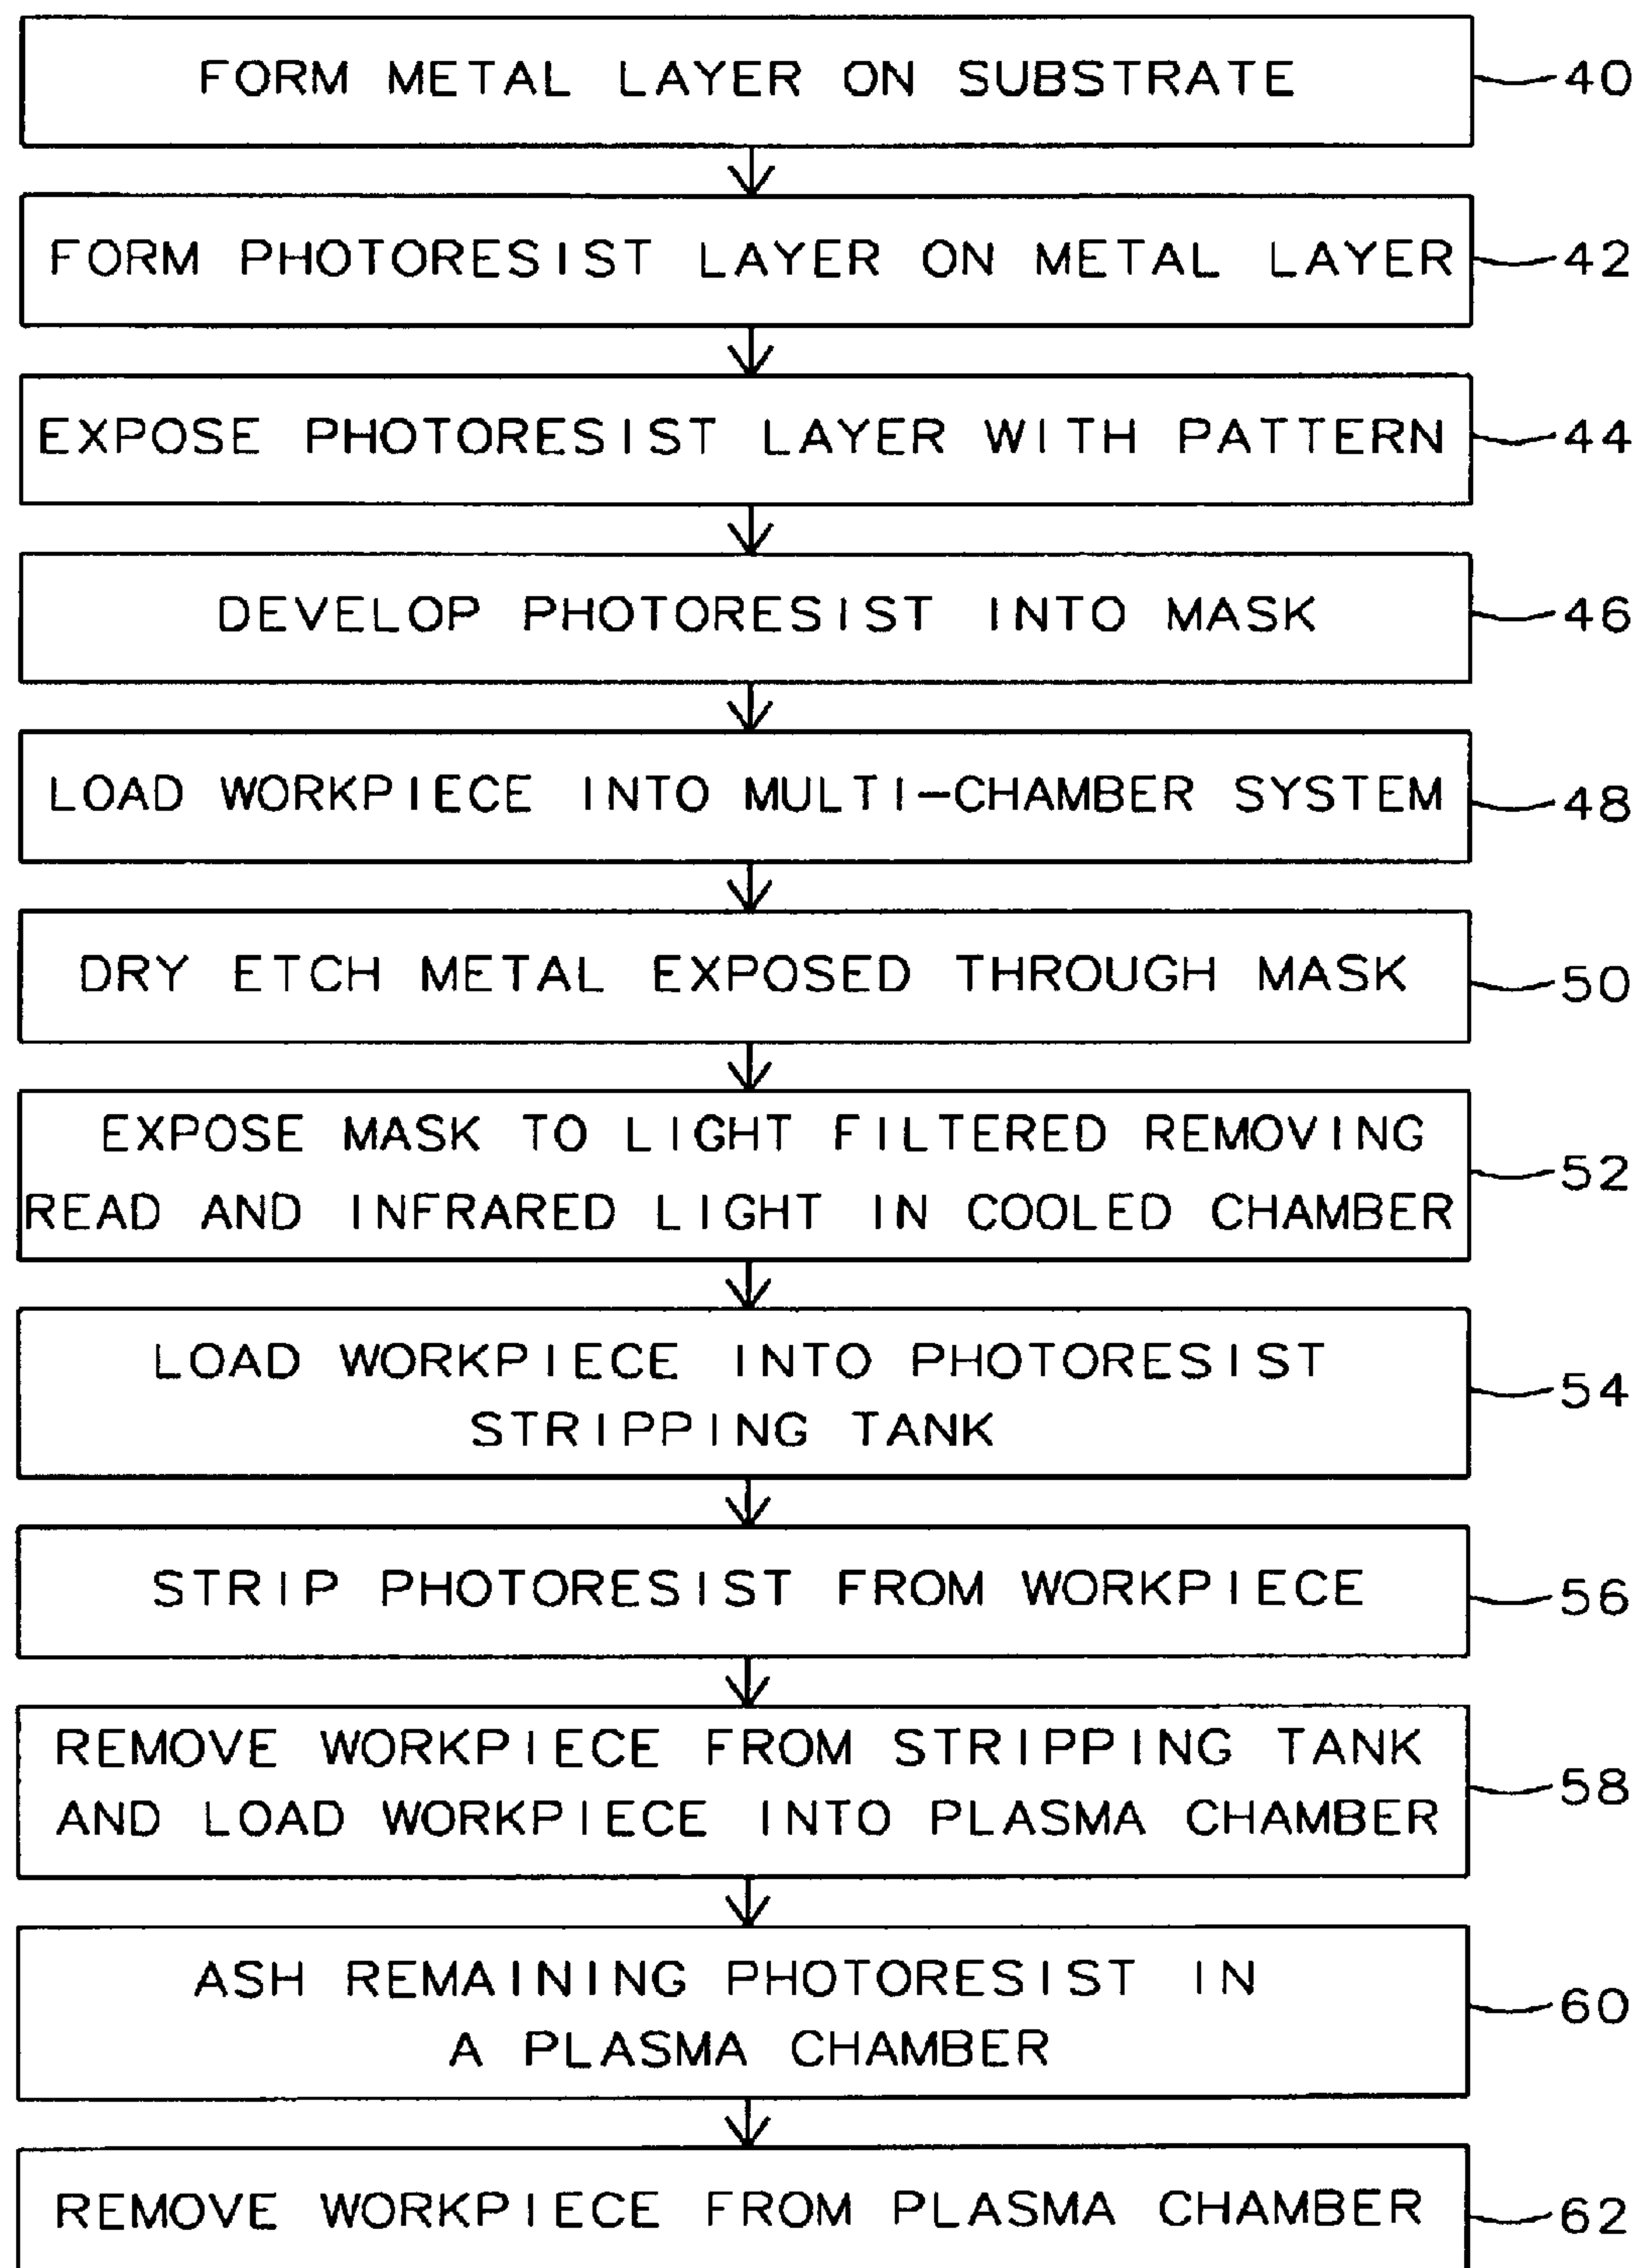 FORM METAL LAYER ON SUBSTRATE 40
FORM PHOTORESIST LAYER ON METAL LAYER 42
EXPOSE PHOTORESIST LAYER WITH PATTERN 44
DEVELOP PHOTORESIST INTO MASK 46
LOAD WORKPIECE INTO MULTI-CHAMBER SYSTEM 48
DRY ETCH METAL EXPOSED THROUGH MASK 50
EXPOSE MASK TO LIGHT FILTERED REMOVING
READ AND INFRARED LIGHT IN COOLED CHAMBER 52
LOAD WORKPIECE INTO PHOTORESIST
STRIPPING TANK 54
STRIP PHOTORESIST FROM WORKPIECE 56
REMOVE WORKPIECE FROM STRIPPING TANK
AND LOAD WORKPIECE INTO PLASMA CHAMBER 58
ASH REMAINING PHOTORESIST IN
A PLASMA CHAMBER 60
REMOVE WORKPIECE FROM PLASMA CHAMBER 62